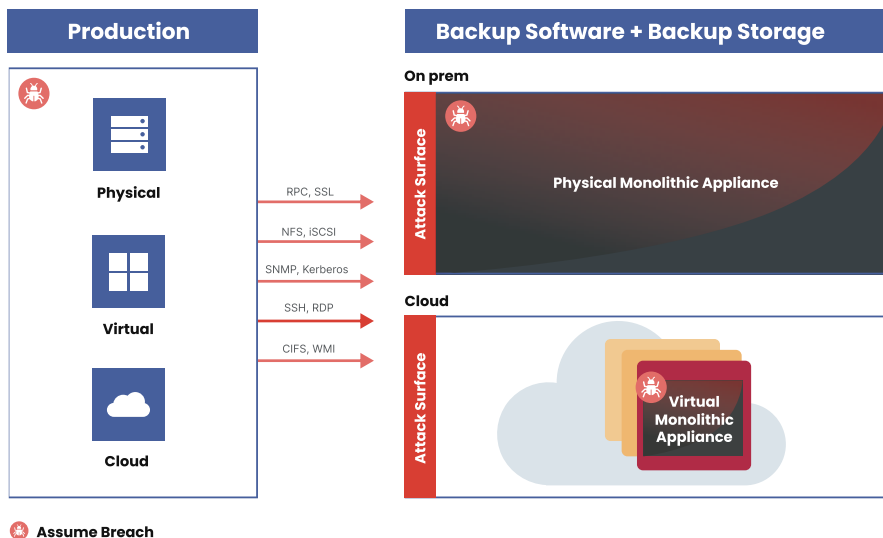 Production
Backup Software + Backup Storage
Physical
Virtual
Cloud
RPC, SSL
NFS, iSCSI
SNMP, Kerberos
SSH, RDP
CIFS, WMI
On prem
Attack Surface
Physical Monolithic Appliance
Cloud
Attack Surface
Virtual
Monolithic
Appliance
Assume Breach